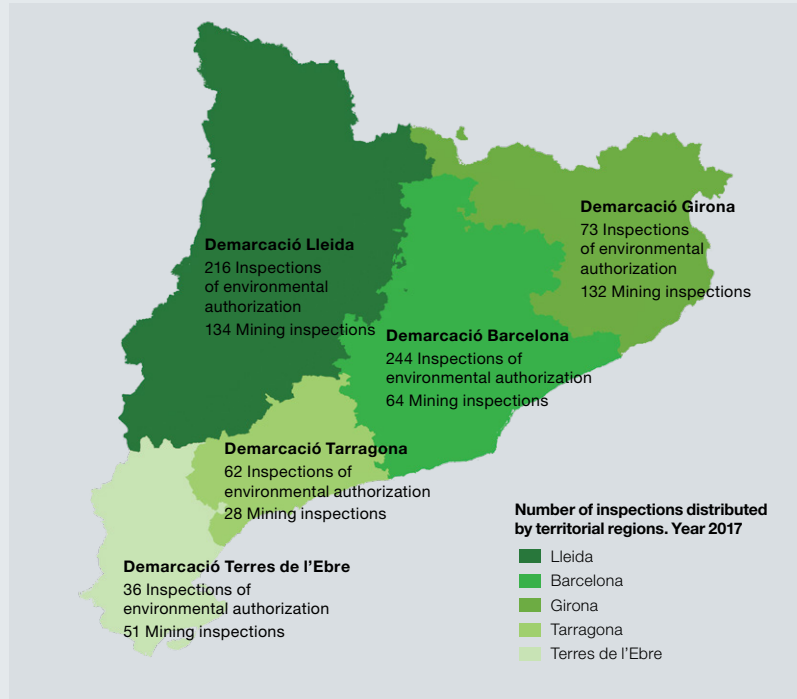 Demarcació Lleida
216 Inspections
of environmental
authorization
134 Mining inspections
Demarcació Girona
73 Inspections
of environmental
authorization
132 Mining inspections
Demarcació Barcelona
244 Inspections of
environmental authorization
64 Mining inspections
Demarcació Tarragona
62 Inspections of
environmental authorization
28 Mining inspections
Demarcació Terres de l’Ebre
36 Inspections of
environmental authorization
51 Mining inspections
Number of inspections distributed
by territorial regions. Year 2017
Lleida
Barcelona
Girona
Tarragona
Terres de l’Ebre